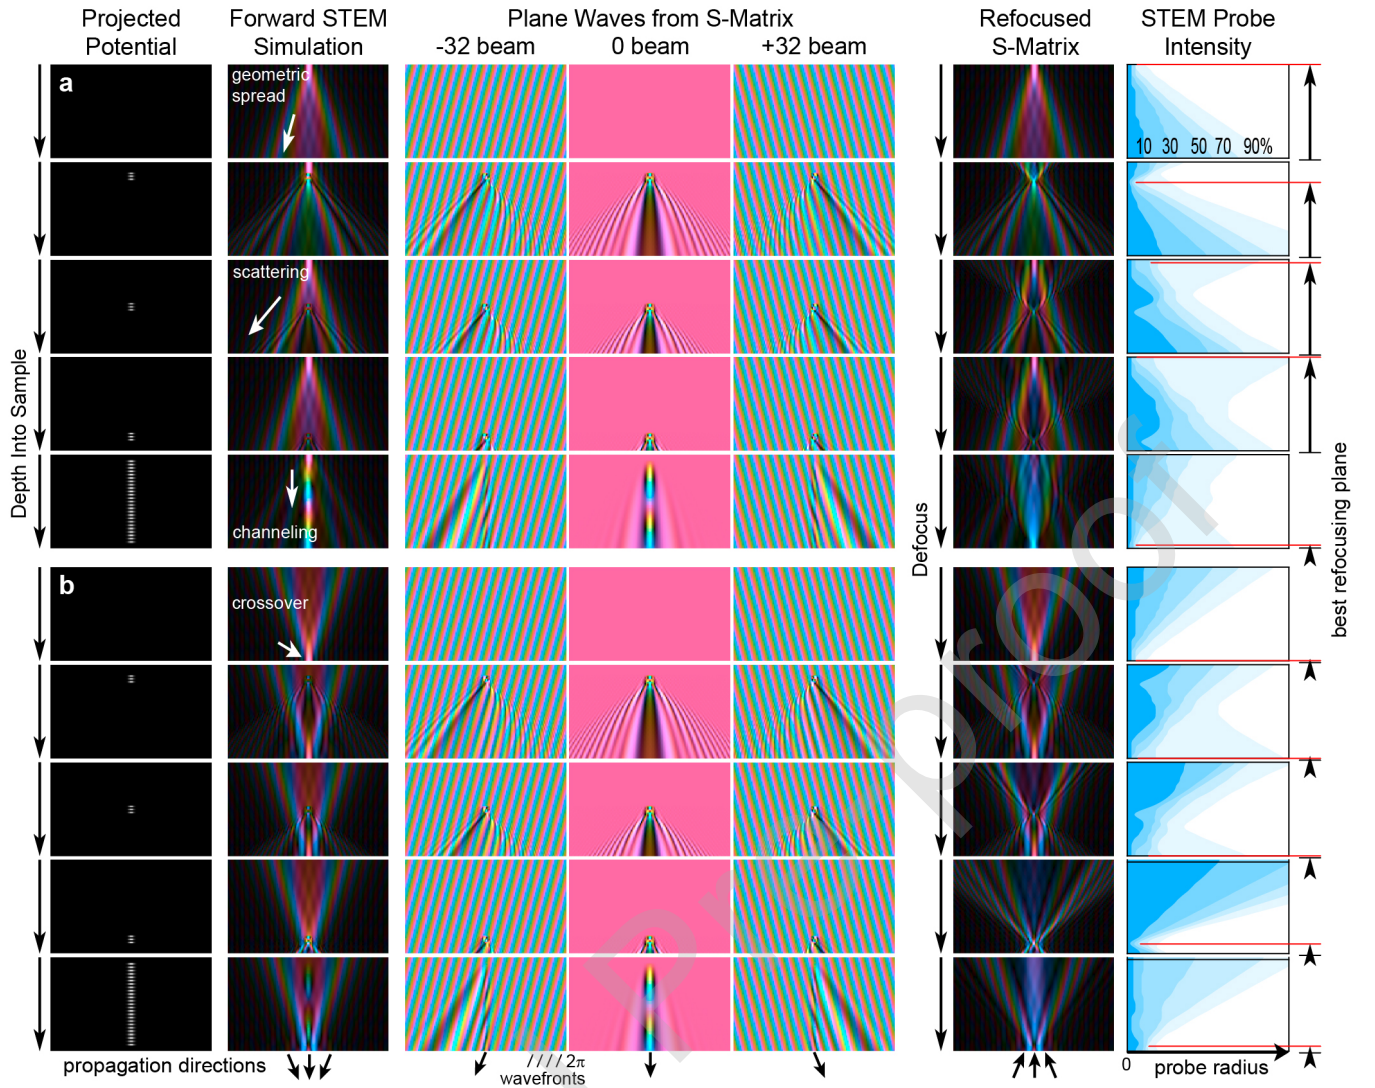 Projected
Potential
Forward STEM
Simulation
Plane Waves from S-Matrix
-32 beam
0 beam
+32 beam
Refocused
S-Matrix
STEM Probe
Intensity
a
geometric
spread
10 30 50 70 90%
scattering
channeling
Depth Into Sample
Defocus
best refocusing plane
b
crossover
propagation directions
//// 2π
wavefronts
0
probe radius
Pre proof